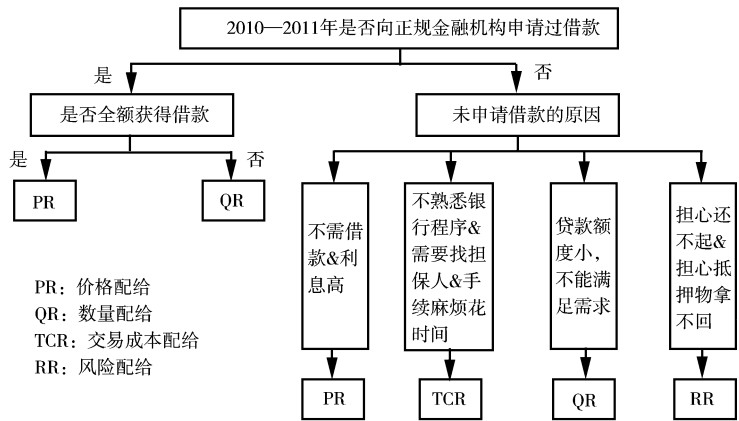 2010—2011年是否向正规金融机构申请过借款
是
否
是否全额获得借款
未申请借款的原因
是
否
PR
QR
不需借
款&利
息高
不熟悉银
行程序&
需要找担
保人&手
续麻烦花
时间
贷款额
度小，
不能满
足需求
担心还
不起&
担心抵
押物拿
不回
PR：价格配给
QR：数量配给
TCR：交易成本配给
RR：风险配给
PR
TCR
QR
RR